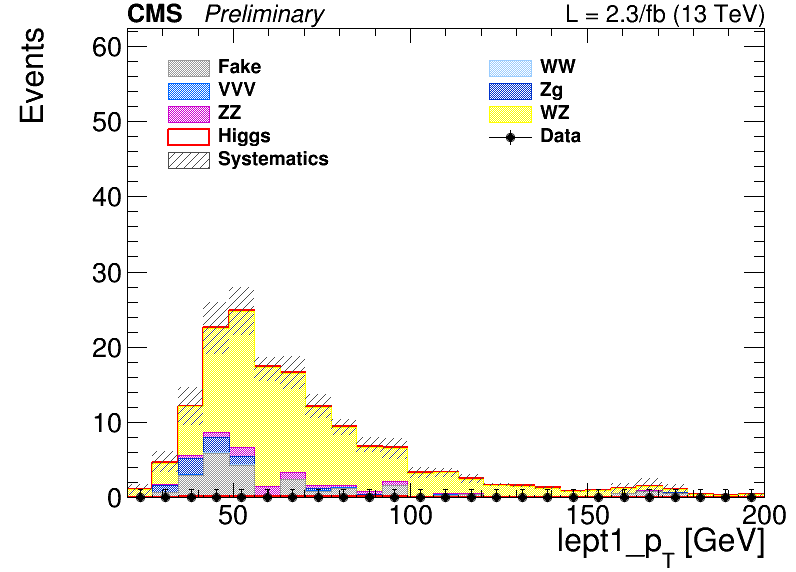 CMS Preliminary L = 2.3/fb (13 TeV)
Events
60
50
40
30
20
10
0
Fake WW
VVV Zg
ZZ WZ
Higgs Data
Systematics
50 100 150 200
lept1_p_T [GeV]